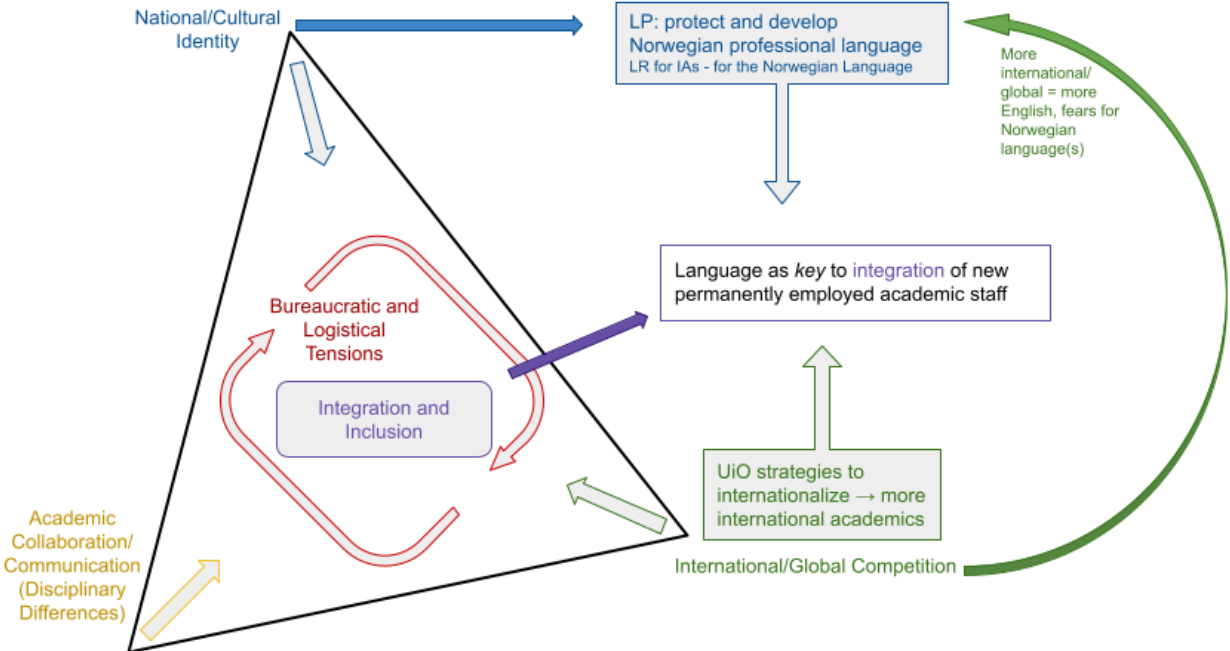 National/Cultural
Identity
LP: protect and develop
Norwegian professional language
LR for IAs - for the Norwegian Language
More
international/
global = more
English, fears for
Norwegian
language(s)
Language as key to integration of new
permanently employed academic staff
Bureaucratic and
Logistical
Tensions
Integration and
Inclusion
UiO strategies to
internationalize → more
international academics
Academic
Collaboration/
Communication
(Disciplinary
Differences)
International/Global Competition